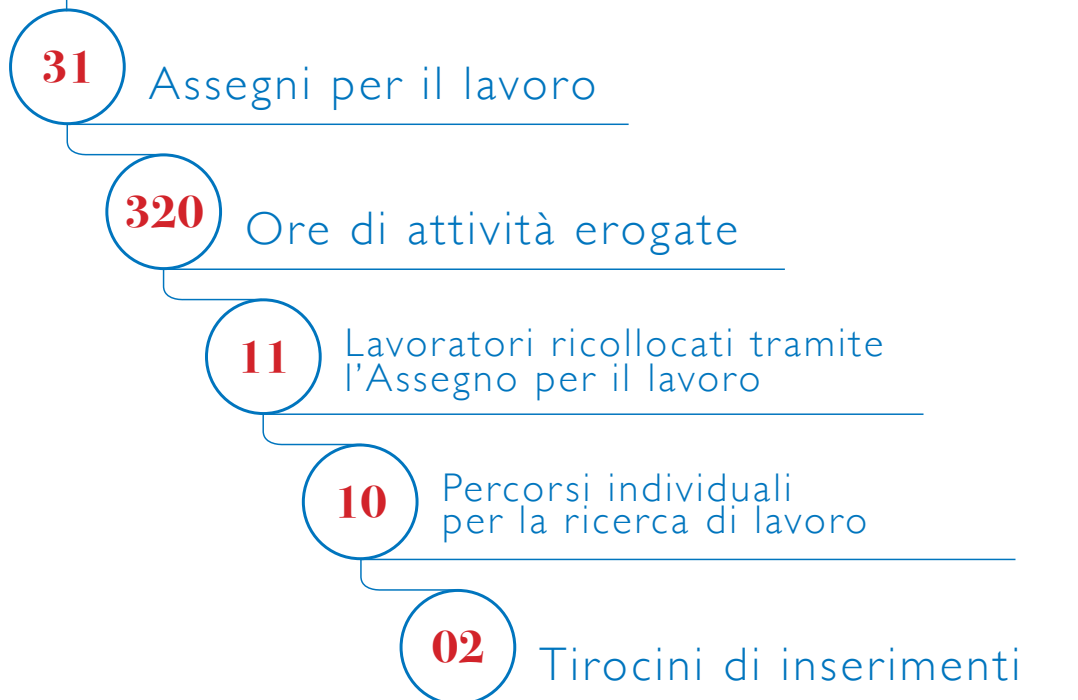 31
Assegni per il lavoro
320
Ore di attività erogate
11
Lavoratori ricollocati tramite
l'Assegno per il lavoro
10
Percorsi individuali
per la ricerca di lavoro
02
Tirocini di inserimenti